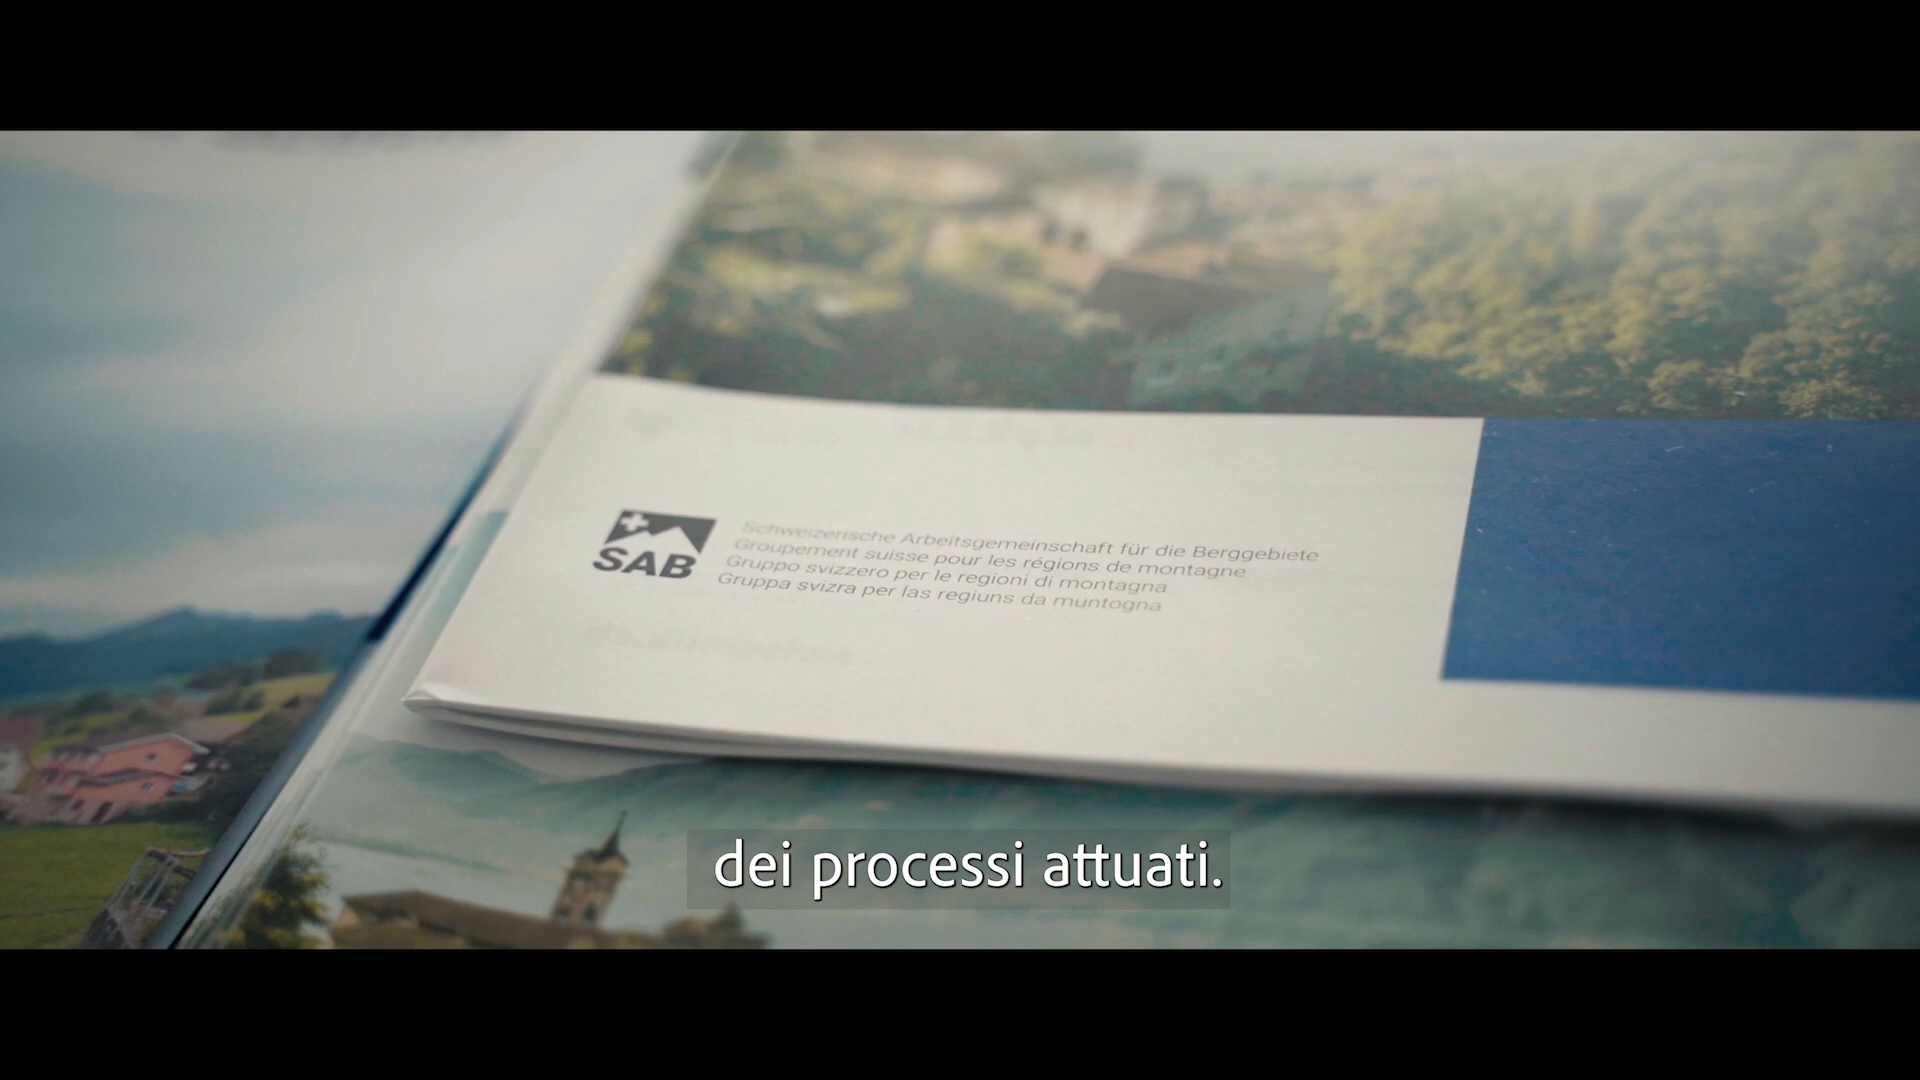 SAB
Schweizerische Arbeitsgemeinschaft für die Berggebiete
Groupement suisse pour les régions de montagne
Gruppo svizzero per le regioni di montagna
Gruppa svizra per las regiuns da muntogna
dei processi attuati.